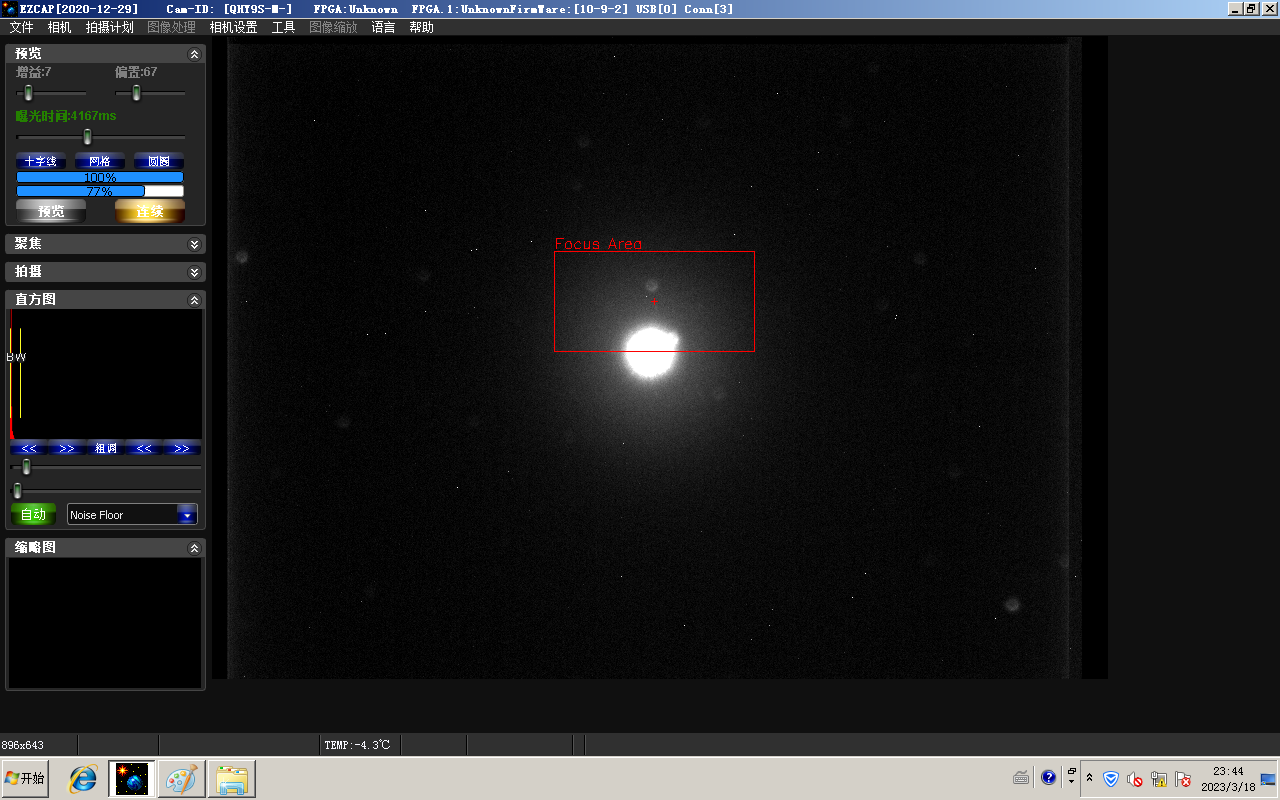 EZCAP[2020-12-29] Cam-ID: [QHY9S-M-] FPGA:Unknown FPGA.1:UnknownFirmWare:[10-9-2] USB[0] Conn[3]
文件 相机 拍摄计划 图像处理 相机设置 工具 图像缩放 语言 帮助
预览
增益:7 偏置:67
曝光时间:4167ms
十字线 网格 圆圈
100%
77%
预览 连续
聚焦
拍摄
直方图
B W
<< >> 粗调 << >>
自动 Noise Floor
缩略图
Focus Area
1
896x643 TEMP:-4.3℃
开始
23:44
2023/3/18